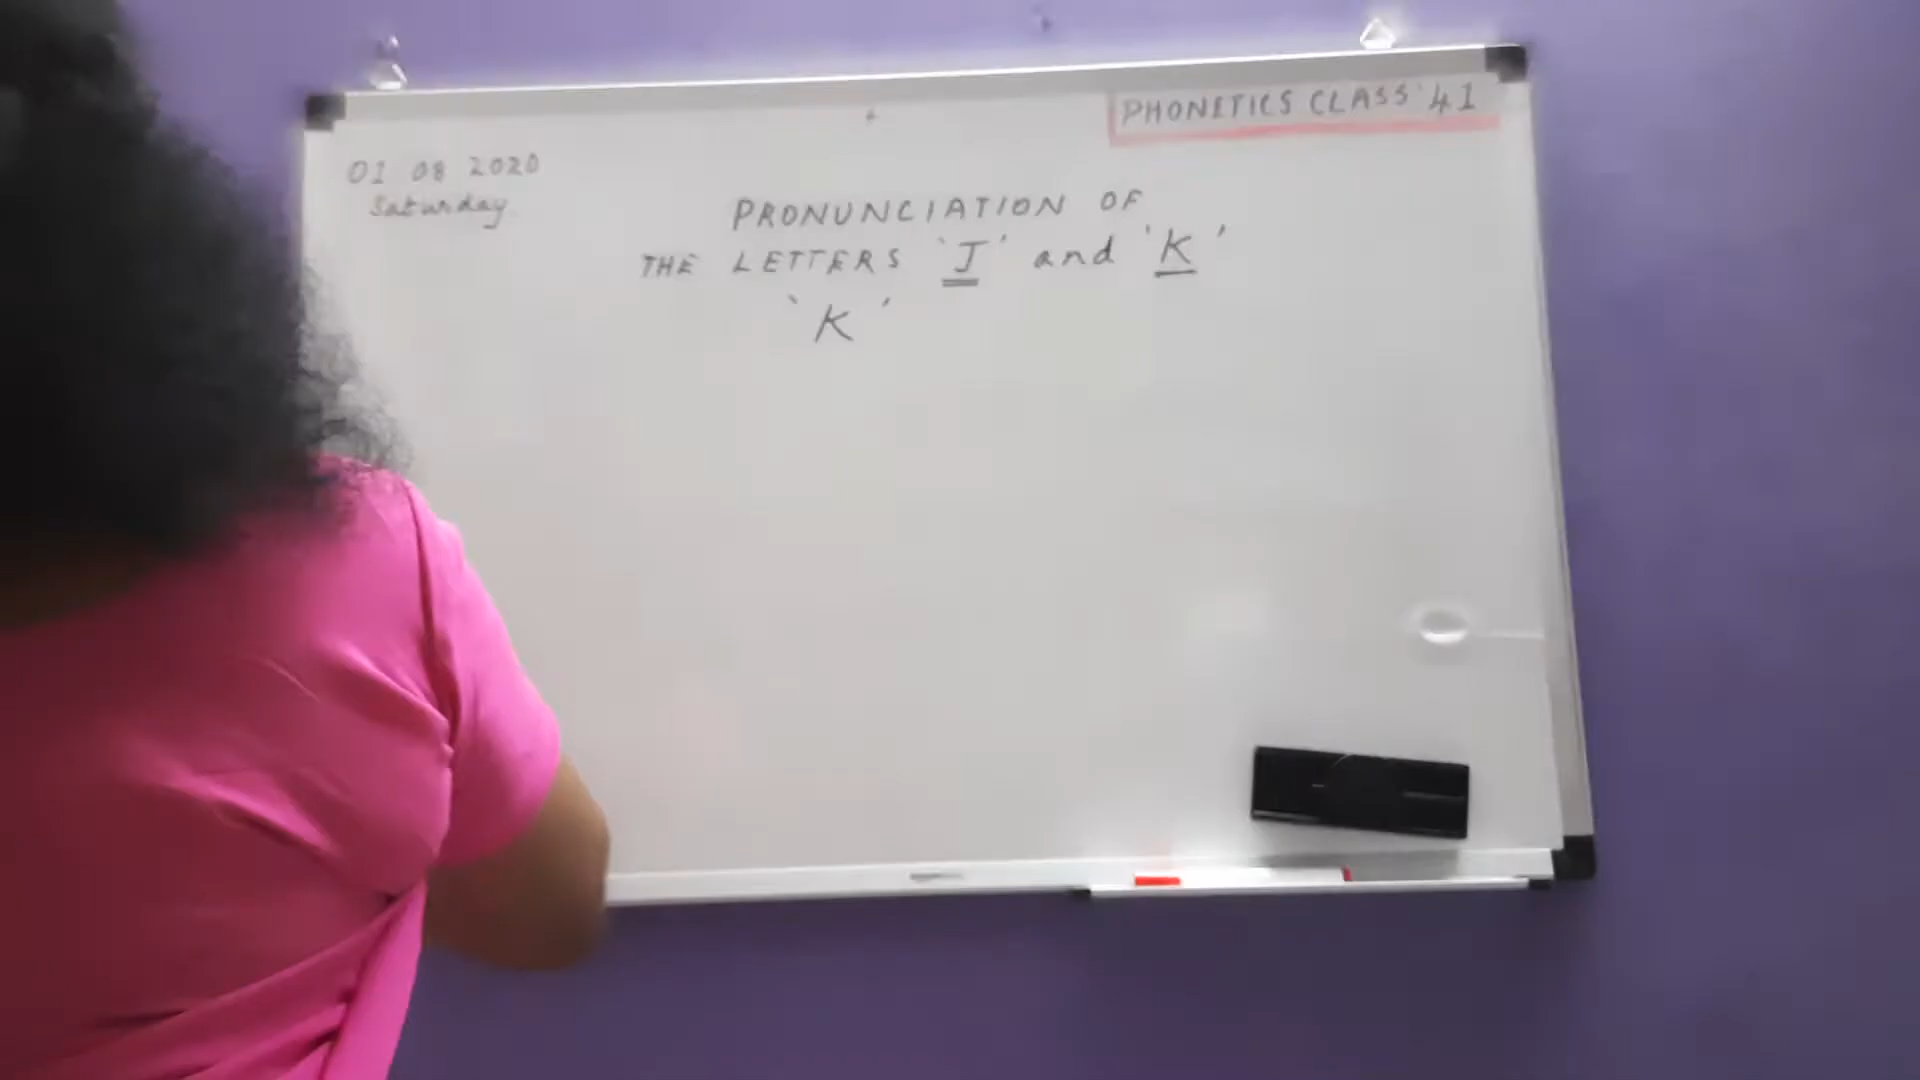 PHONETICS CLASS 41
01 08 2020
Saturday
PRONUNCIATION OF
THE LETTERS 'J' and 'K'
'K'